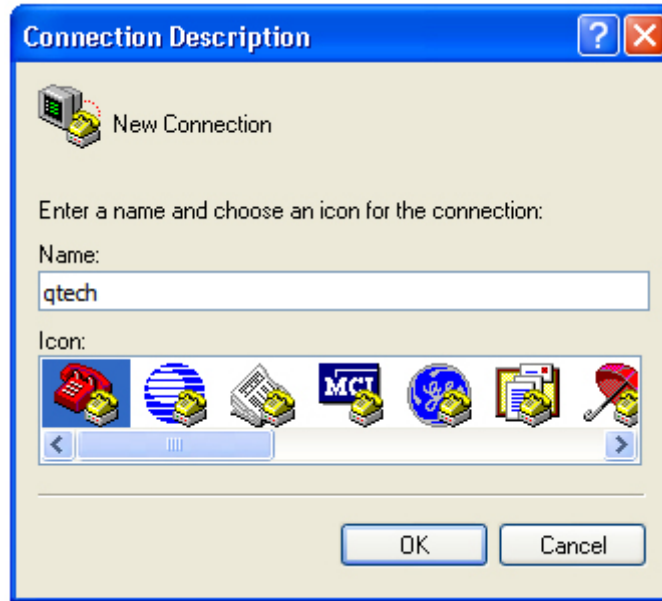 Connection Description
New Connection
Enter a name and choose an icon for the connection:
Name:
qtech
Icon:
MCI
OK
Cancel